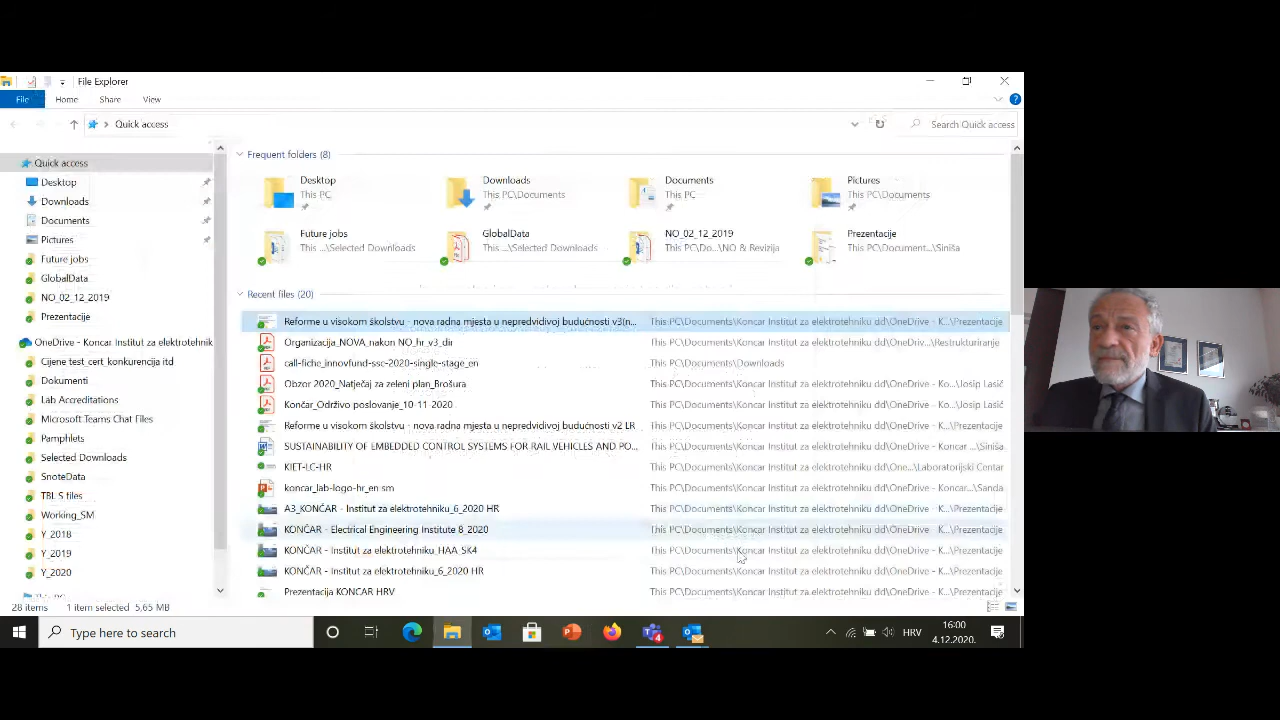 File Explorer
File Home Share View
Quick access
Search Quick access
Quick access
Desktop
Downloads
Documents
Pictures
Future jobs
GlobalData
NO_02_12_2019
Prezentacije
OneDrive - Koncar Institut za elektrotehnik
Cijene test_cert_konkurencija itd
Dokumenti
Lab Accreditations
Microsoft Teams Chat Files
Pamphlets
Selected Downloads
SnoteData
TBL S files
Working_SM
Y_2018
Y_2019
Y_2020
Frequent folders (8)
Desktop
This PC
Downloads
This PC\Documents
Documents
This PC
Pictures
This PC\Documents
Future jobs
This ...\Selected Downloads
GlobalData
This ...\Selected Downloads
NO_02_12_2019
This PC\Do...\NO & Revizija
Prezentacije
This PC\Document...\Siniša
Recent files (20)
Reforme u visokom školstvu - nova radna mjesta u nepredvidivoj budućnosti v3(n... This PC\Documents\Koncar Institut za elektrotehniku dd\OneDrive - K...\Prezentacije
Organizacija_NOVA_nakon NO_hr_v3_dir This PC\Documents\Koncar Institut za elektrotehniku dd\OneDriv...\Restrukturiranje
call-fiche_innovfund-ssc-2020-single-stage_en This PC\Documents\Downloads
Obzor 2020_Natječaj za zeleni plan_Brošura This PC\Documents\Koncar Institut za elektrotehniku dd\OneDrive - Ko...\Josip Lasić
Končar_Održivo poslovanje_10-11-2020 This PC\Documents\Koncar Institut za elektrotehniku dd\OneDrive - Ko...\Josip Lasić
Reforme u visokom školstvu - nova radna mjesta u nepredvidivoj budućnosti v2 LR This PC\Documents\Koncar Institut za elektrotehniku dd\OneDrive - K...\Prezentacije
SUSTAINABILITY OF EMBEDDED CONTROL SYSTEMS FOR RAIL VEHICLES AND PO... This PC\Documents\Koncar Institut za elektrotehniku dd\OneDrive - Koncar ...\Siniša
KIET-LC-HR This PC\Documents\Koncar Institut za elektrotehniku dd\One...\Laboratorijski Centar
koncar_lab-logo-hr_en sm This PC\Documents\Koncar Institut za elektrotehniku dd\OneDrive - Koncar...\Sanda
A3_KONČAR - Institut za elektrotehniku_6_2020 HR This PC\Documents\Koncar Institut za elektrotehniku dd\OneDrive - K...\Prezentacije
KONČAR - Electrical Engineering Institute 8_2020 This PC\Documents\Koncar Institut za elektrotehniku dd\OneDrive - K...\Prezentacije
KONČAR - Institut za elektrotehniku_HAA_SK4 This PC\Documents\Koncar Institut za elektrotehniku dd\OneDrive - K...\Prezentacije
KONČAR - Institut za elektrotehniku_6_2020 HR This PC\Documents\Koncar Institut za elektrotehniku dd\OneDrive - K...\Prezentacije
Prezentacija KONCAR HRV This PC\Documents\Koncar Institut za elektrotehniku dd\OneDrive - K...\Prezentacije
28 items 1 item selected 5,65 MB
Type here to search
HRV
16:00
4.12.2020.